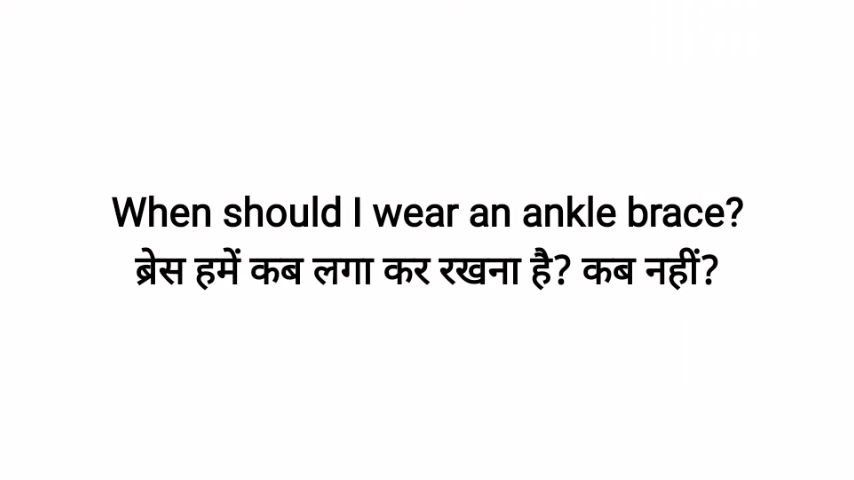 When should I wear an ankle brace?
ब्रेस हमें कब लगा कर रखना है? कब नहीं?